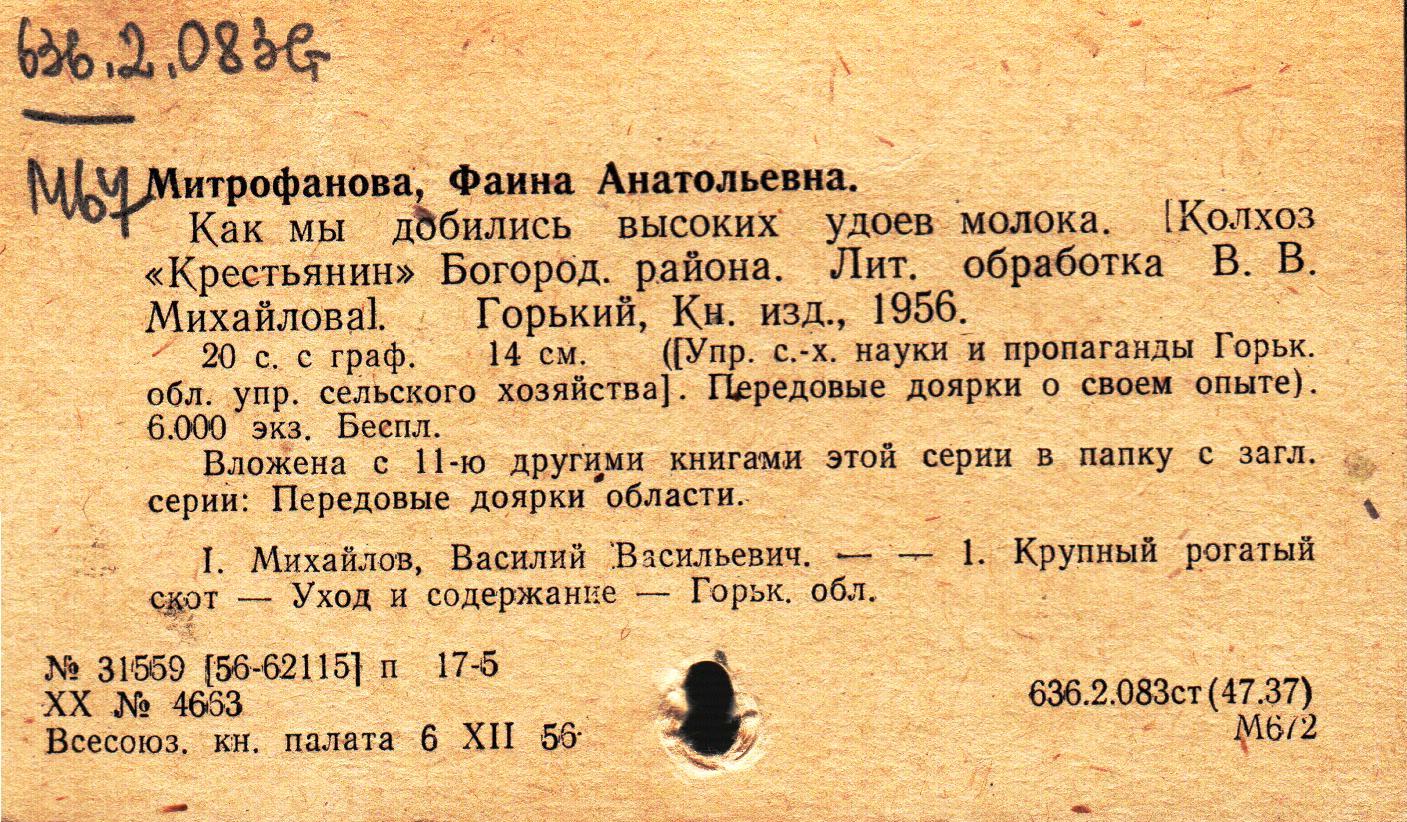 636.2.083G
М67
Митрофанова, Фаина Анатольевна.
Как мы добились высоких удоев молока. [Колхоз
«Крестьянин» Богород. района. Лит. обработка В. В.
Михайлова]. Горький, Кн. изд., 1956.
20 с. с граф. 14 см. ([Упр. с.-х. науки и пропаганды Горьк.
обл. упр. сельского хозяйства]. Передовые доярки о своем опыте).
6.000 экз. Беспл.
Вложена с 11-ю другими книгами этой серии в папку с загл.
серии: Передовые доярки области.
I. Михайлов, Василий Васильевич. — — 1. Крупный рогатый
скот — Уход и содержание — Горьк. обл.
№ 31559 [56-62115] п 17-5
XX № 4663
Всесоюз. кн. палата 6 XII 56
636.2.083ст(47.37)